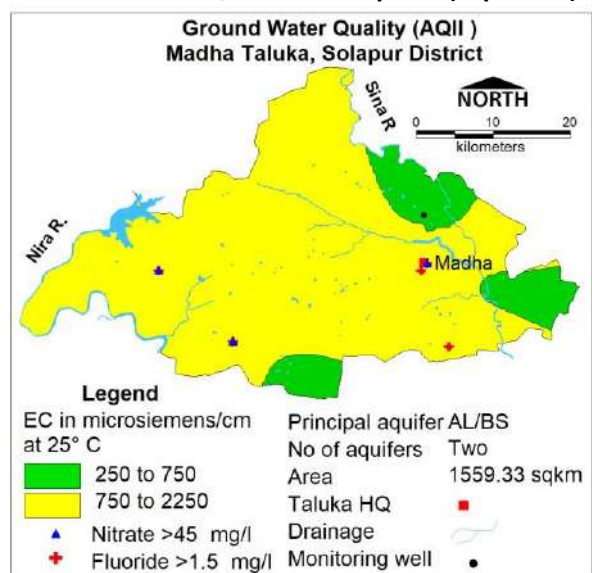 Ground Water Quality (AQII )
Madha Taluka, Solapur District
Sina R
NORTH
0 10 20
kilometers
Nira R.
Madha
Legend
EC in microsiemens/cm
at 25° C
250 to 750
750 to 2250
Nitrate >45 mg/l
Fluoride >1.5 mg/l
Principal aquifer AL/BS
No of aquifers Two
Area 1559.33 sqkm
Taluka HQ
Drainage
Monitoring well